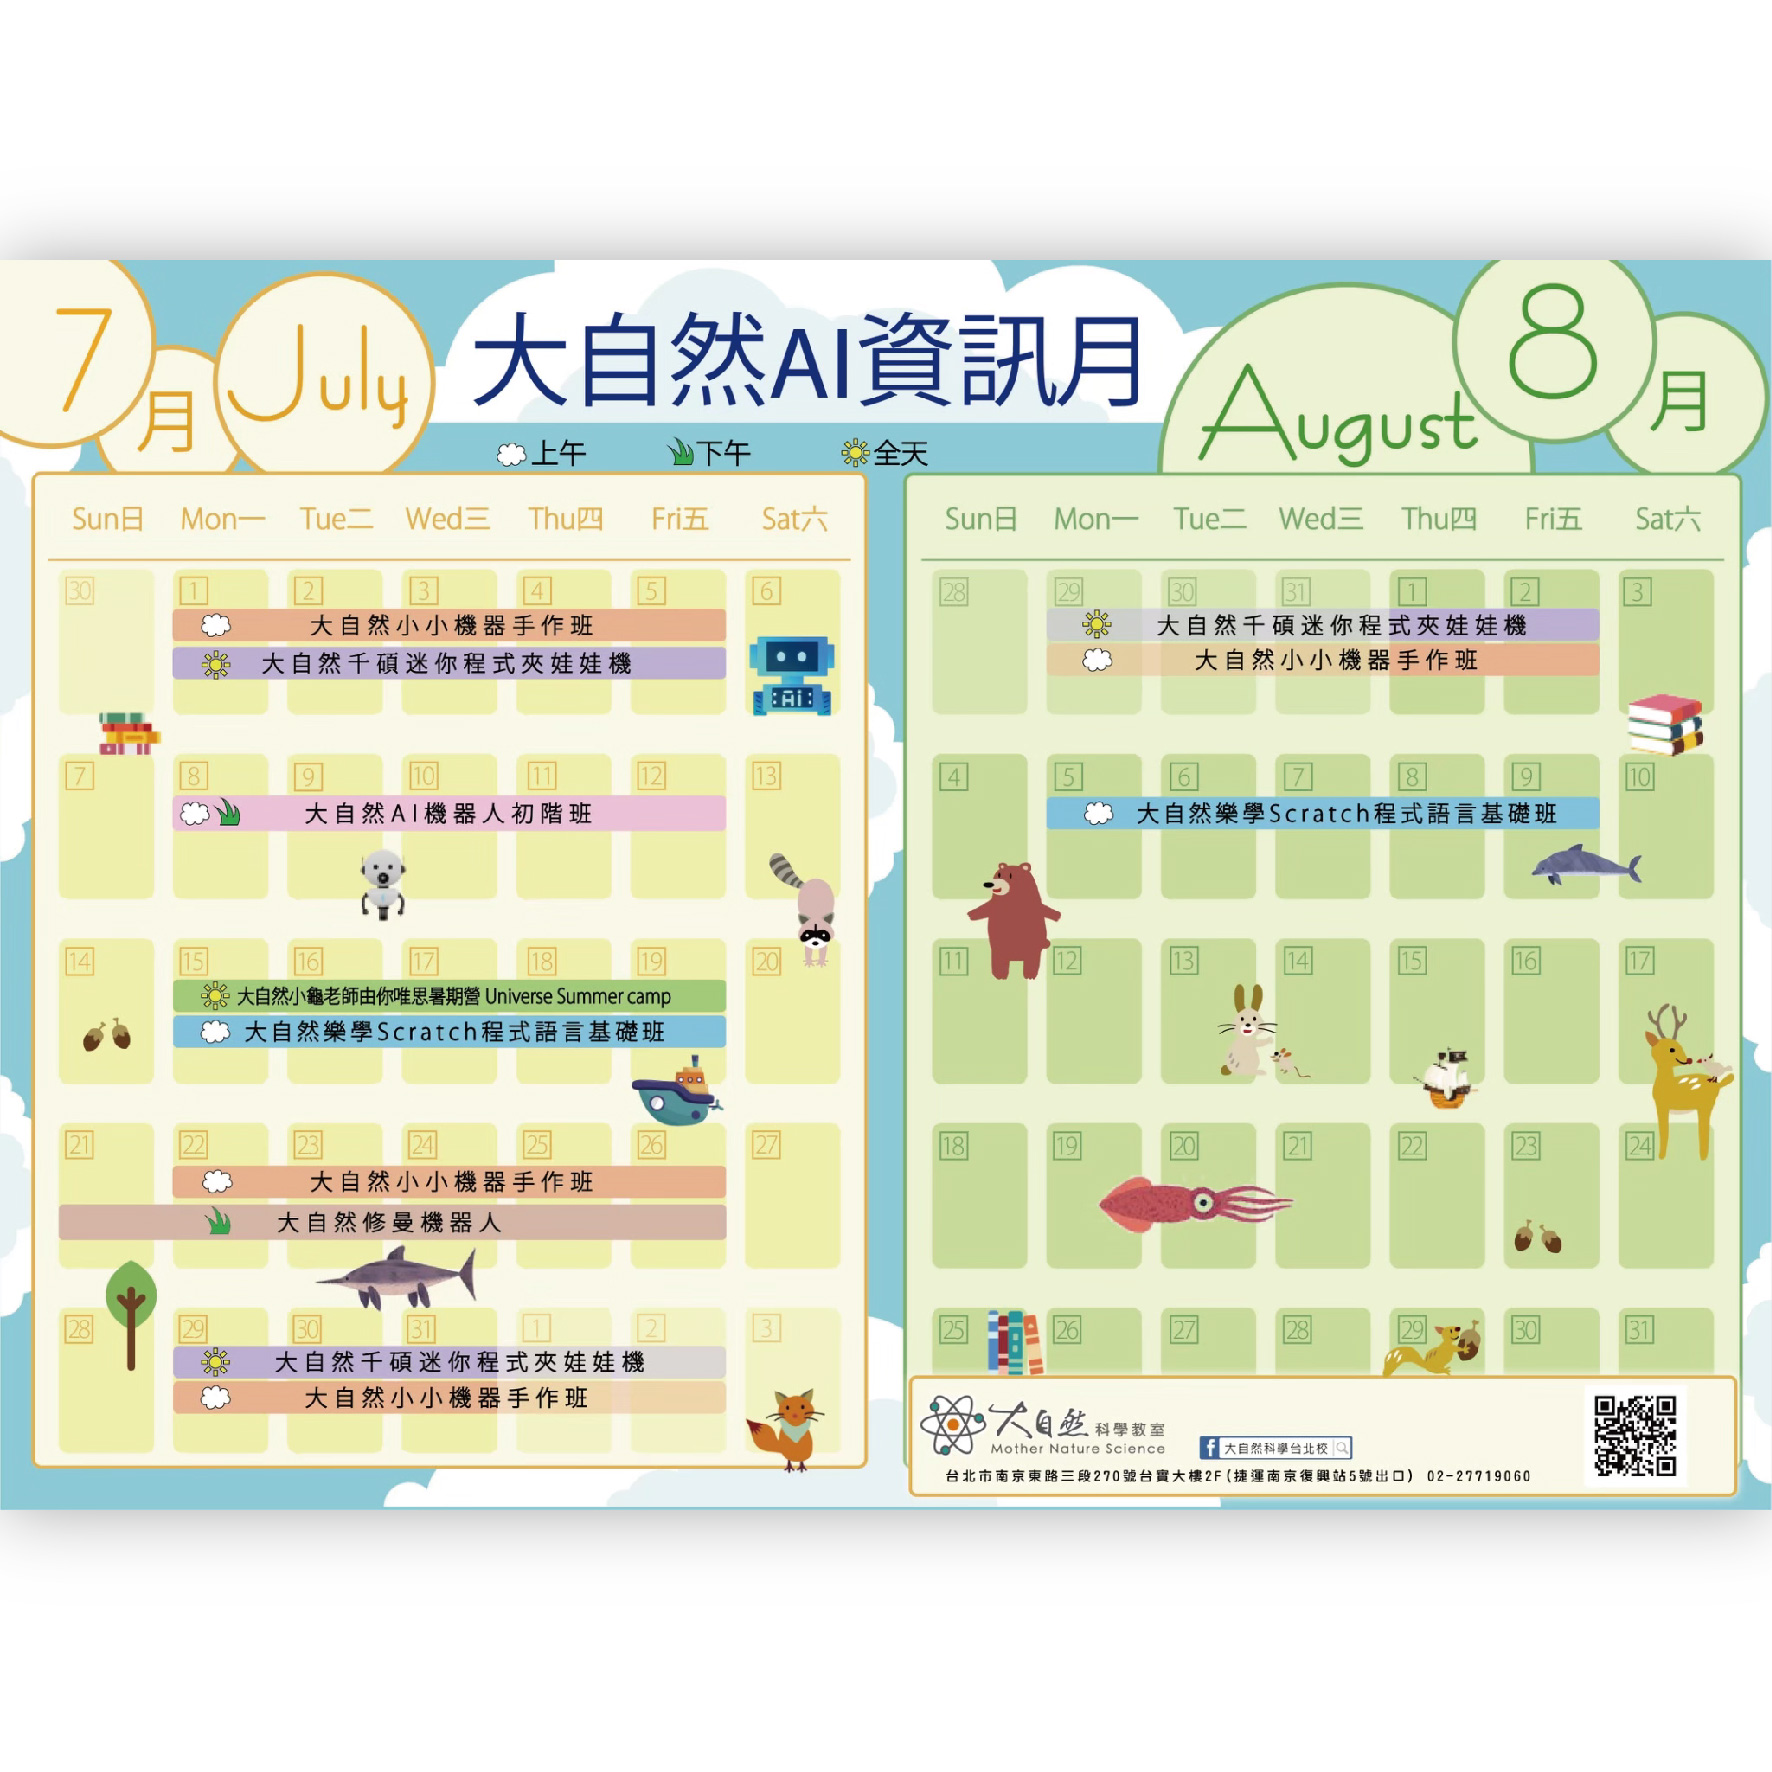 7月 July
大自然AI資訊月
August 8月
上午 下午 全天
Sun日 Mon一 Tue二 Wed三 Thu四 Fri五 Sat六
30 1 2 3 4 5 6
大自然小小機器手作班
大自然千碩迷你程式夾娃娃機
Ai
7 8 9 10 11 12 13
大自然AI機器人初階班
14 15 16 17 18 19 20
大自然小龜老師由你唯思暑期營 Universe Summer camp
大自然樂學Scratch程式語言基礎班
21 22 23 24 25 26 27
大自然小小機器手作班
大自然修曼機器人
28 29 30 31 1 2 3
大自然千碩迷你程式夾娃娃機
大自然小小機器手作班
Sun日 Mon一 Tue二 Wed三 Thu四 Fri五 Sat六
28 29 30 31 1 2 3
大自然千碩迷你程式夾娃娃機
大自然小小機器手作班
4 5 6 7 8 9 10
大自然樂學Scratch程式語言基礎班
11 12 13 14 15 16 17
18 19 20 21 22 23 24
25 26 27 28 29 30 31
大自然科學教室
Mother Nature Science
f 大自然科學台北校
台北市南京東路三段270號台實大樓2F(捷運南京復興站5號出口) 02-27719060